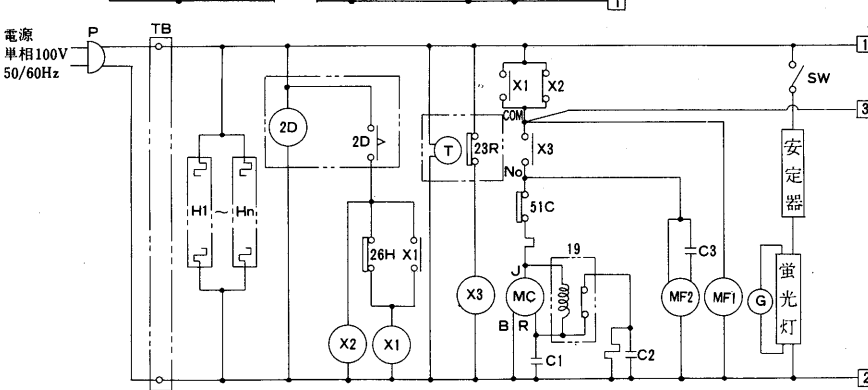 1
電源
単相100V
50/60Hz
P
TB
1
X1
X2
SW
COM
3
2D
2D
T
23R
X3
No
安定器
H1 ~ Hn
51C
26H
X1
19
C3
J
X3
MC
MF2
MF1
G
蛍光灯
B
R
X2
X1
C1
C2
2